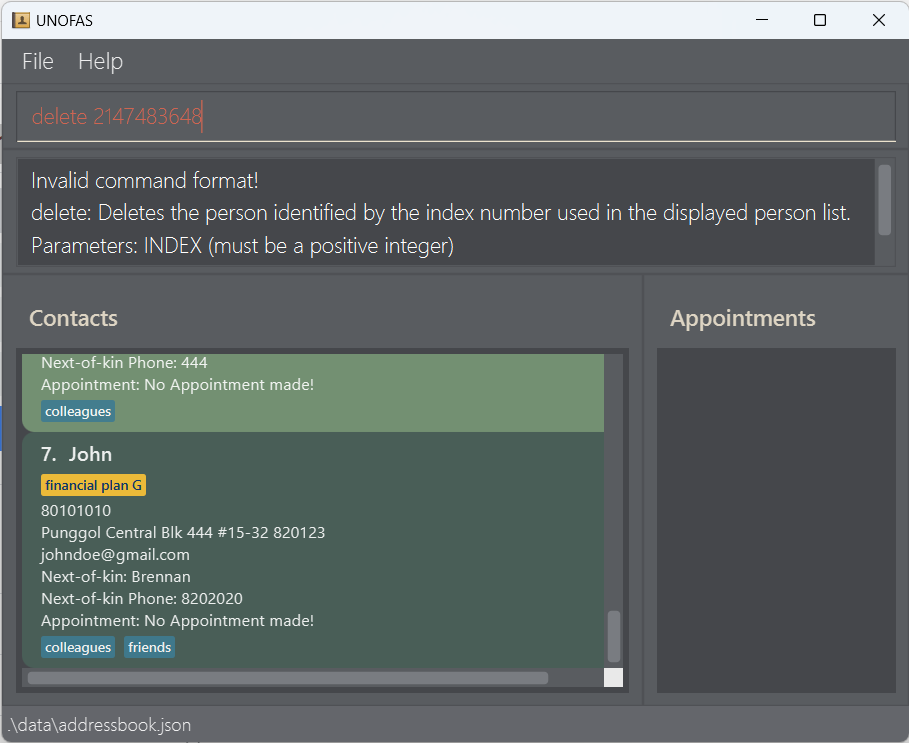 UNOFAS
File Help
delete 2147483648
Invalid command format!
delete: Deletes the person identified by the index number used in the displayed person list.
Parameters: INDEX (must be a positive integer)
Contacts
Next-of-kin Phone: 444
Appointment: No Appointment made!
colleagues
7. John
financial plan G
80101010
Punggol Central Blk 444 #15-32 820123
johndoe@gmail.com
Next-of-kin: Brennan
Next-of-kin Phone: 8202020
Appointment: No Appointment made!
colleagues friends
Appointments
.\data\addressbook.json